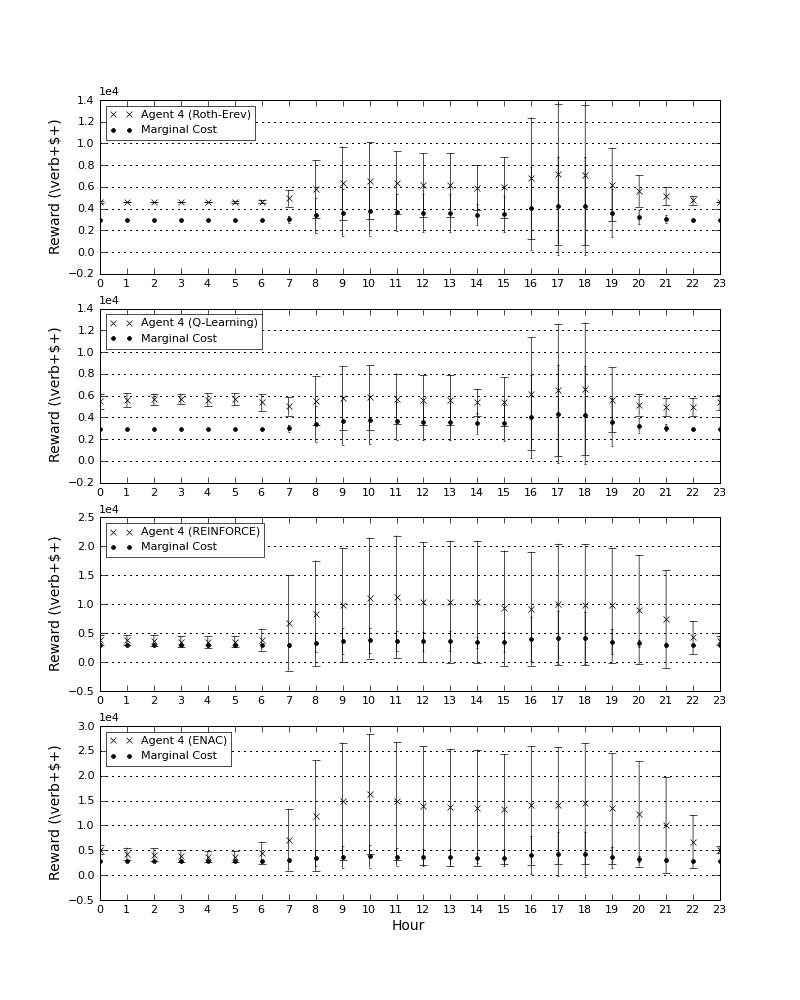 1e4
1.4
Agent 4 (Roth-Erev)
Marginal Cost
1.2
1.0
0.8
0.6
0.4
0.2
0.0
−0.2
Reward (\\verb+$+)
0 1 2 3 4 5 6 7 8 9 10 11 12 13 14 15 16 17 18 19 20 21 22 23
1e4
1.4
Agent 4 (Q-Learning)
Marginal Cost
1.2
1.0
0.8
0.6
0.4
0.2
0.0
−0.2
Reward (\\verb+$+)
0 1 2 3 4 5 6 7 8 9 10 11 12 13 14 15 16 17 18 19 20 21 22 23
1e4
2.5
Agent 4 (REINFORCE)
Marginal Cost
2.0
1.5
1.0
0.5
0.0
−0.5
Reward (\\verb+$+)
0 1 2 3 4 5 6 7 8 9 10 11 12 13 14 15 16 17 18 19 20 21 22 23
1e4
3.0
Agent 4 (ENAC)
Marginal Cost
2.5
2.0
1.5
1.0
0.5
0.0
−0.5
Reward (\\verb+$+)
0 1 2 3 4 5 6 7 8 9 10 11 12 13 14 15 16 17 18 19 20 21 22 23
Hour